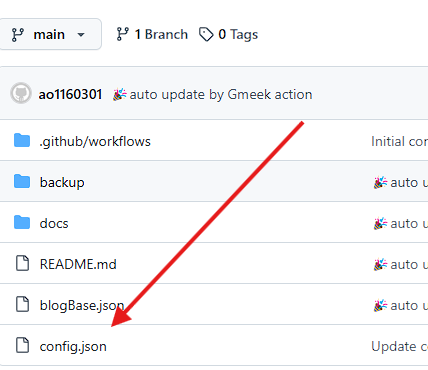 main 1 Branch 0 Tags
ao1160301 🎉 auto update by Gmeek action
.github/workflows Initial cor
backup 🎉 auto u
docs 🎉 auto u
README.md 🎉 auto u
blogBase.json 🎉 auto u
config.json Update co